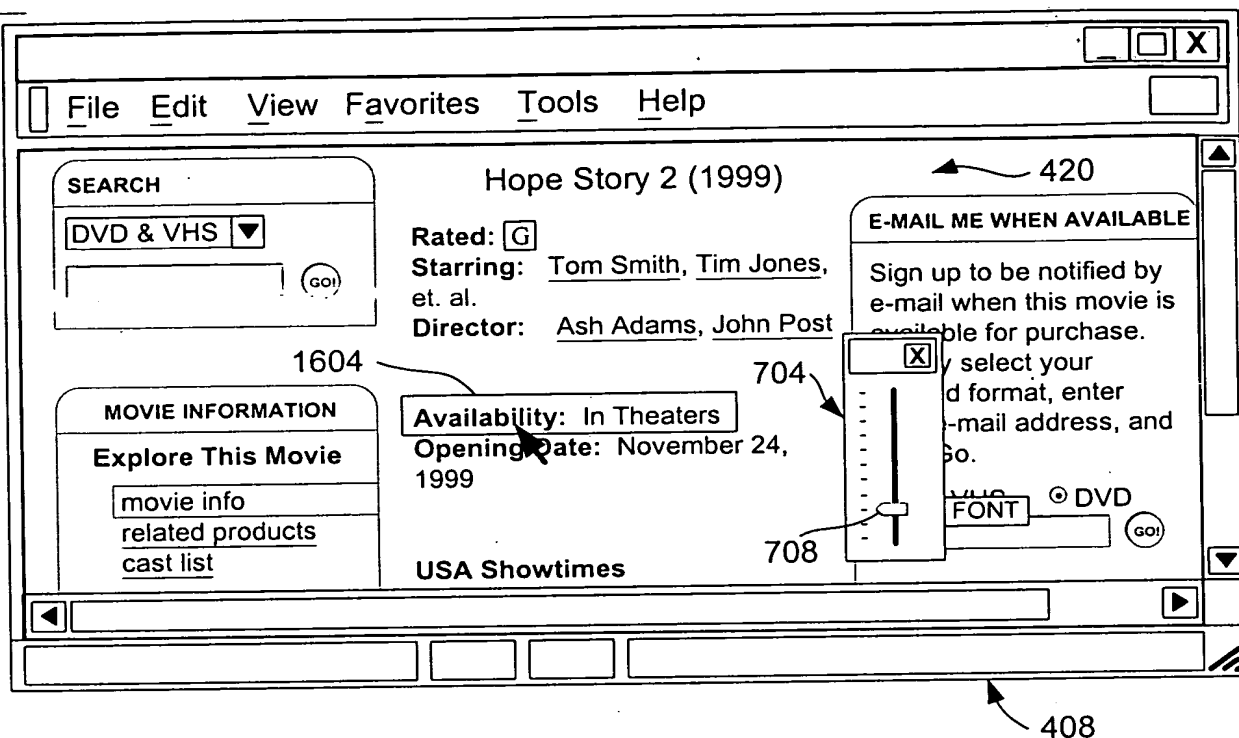 X
File Edit View Favorites Tools Help
SEARCH
DVD & VHS
GO!
Hope Story 2 (1999)
420
Rated: G
Starring: Tom Smith, Tim Jones,
et. al.
Director: Ash Adams, John Post
E-MAIL ME WHEN AVAILABLE
Sign up to be notified by
e-mail when this movie is
available for purchase.
select your
format, enter
-mail address, and
DVD
GO!
1604
704
X
MOVIE INFORMATION
Explore This Movie
movie info
related products
cast list
Availability: In Theaters
Opening Date: November 24,
1999
FONT
708
USA Showtimes
408